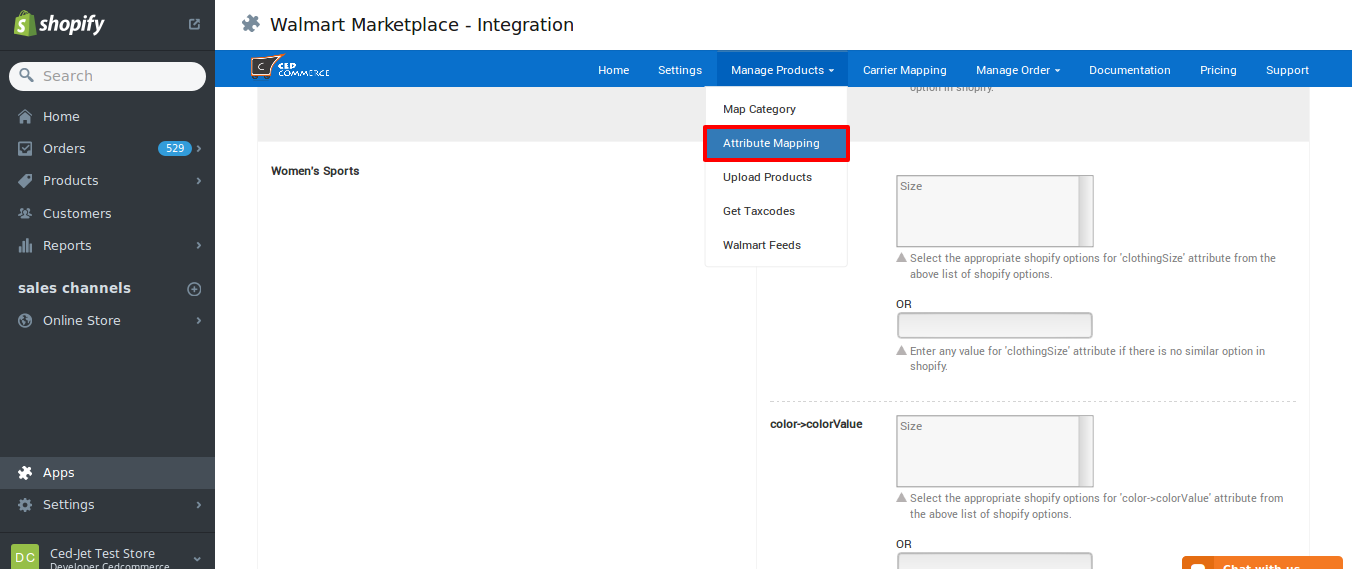 shopify
Search
Home
Orders 529
Products
Customers
Reports
sales channels
Online Store
Apps
Settings
DC Ced-Jet Test Store
Developer Cedcommerce
Walmart Marketplace - Integration
C CED COMMERCE
Home Settings Manage Products Carrier Mapping Manage Order Documentation Pricing Support
option in shopify.
Map Category
Attribute Mapping
Upload Products
Get Taxcodes
Walmart Feeds
Women's Sports
Size
Select the appropriate shopify options for 'clothingSize' attribute from the
above list of shopify options.
OR
Enter any value for 'clothingSize' attribute if there is no similar option in
shopify.
color->colorValue
Size
Select the appropriate shopify options for 'color->colorValue' attribute from
the above list of shopify options.
OR
Chat with us